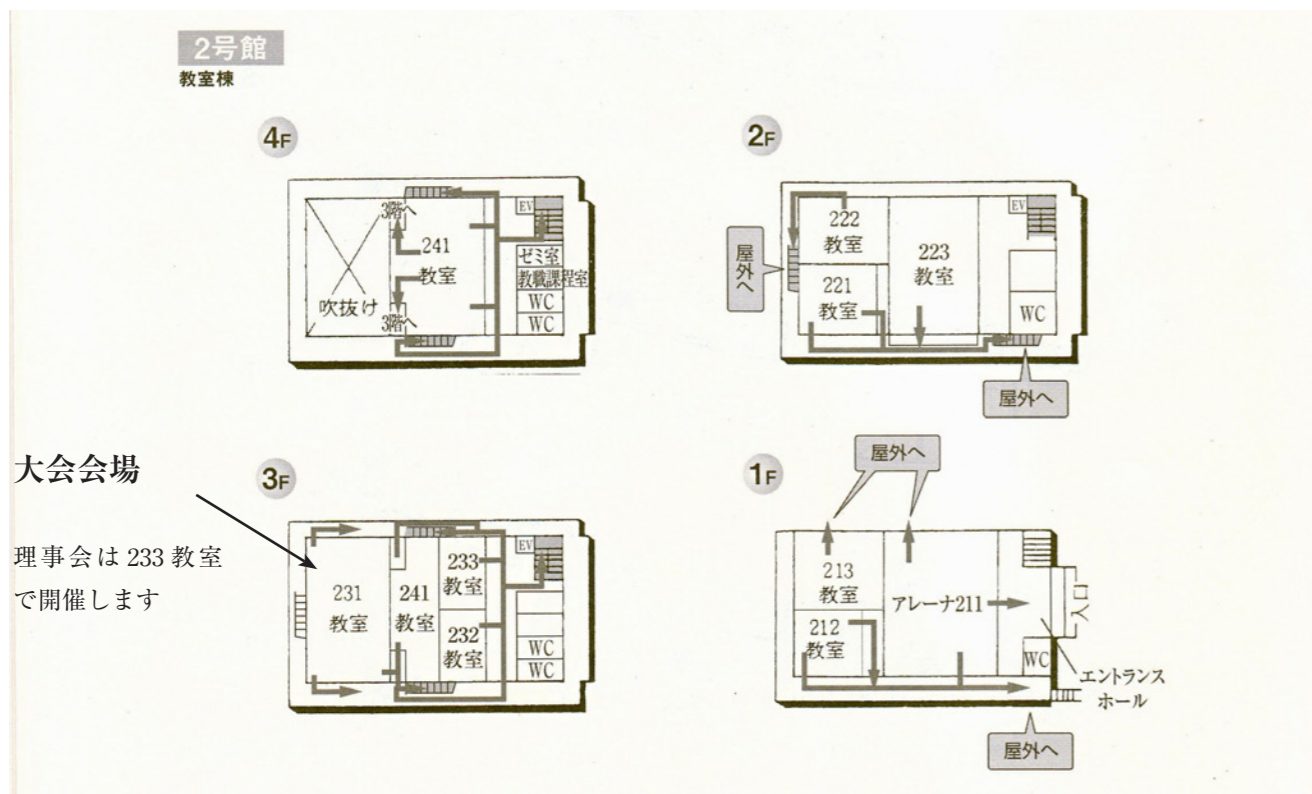 2号館
教室棟
4F
3階へ
EV
241
教室
ゼミ室
教職課程室
吹抜け
WC
3階へ
WC
2F
EV
222
教室
屋外へ
223
教室
221
教室
WC
屋外へ
大会会場
理事会は 233 教室
で開催します
3F
EV
233
教室
231
教室
241
教室
232
教室
WC
WC
1F
屋外へ
213
教室
アレーナ211
入口
212
教室
WC
エントランス
ホール
屋外へ